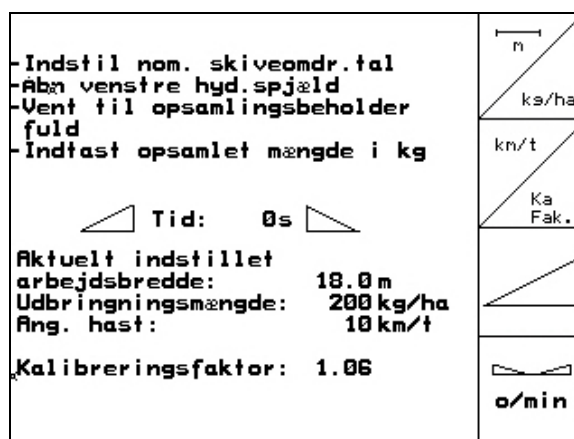 -Indstil nom. skiveomdr.tal
-Åbn venstre hyd.spjæld
-Vent til opsamlingsbeholder
fuld
-Indtast opsamlet mængde i kg
Tid: 0s
Aktuelt indstillet
arbejdsbredde: 18.0 m
Udbringningsmængde: 200 kg/ha
Ang. hast: 10 km/t
Kalibreringsfaktor: 1.06
m
kg/ha
km/t
Ka
Fak.
o/min